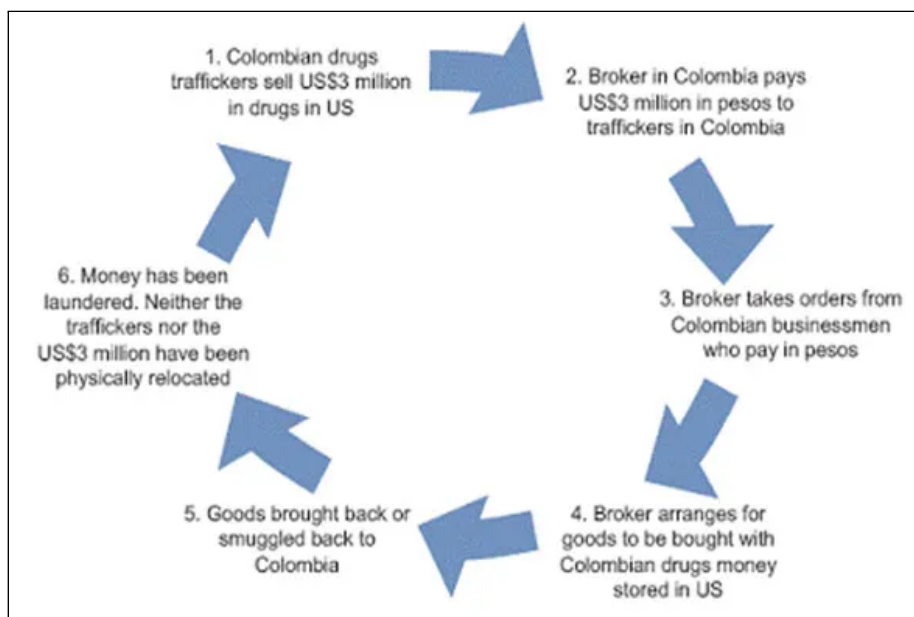 1. Colombian drugs
traffickers sell US$3 million
in drugs in US
2. Broker in Colombia pays
US$3 million in pesos to
traffickers in Colombia
3. Broker takes orders from
Colombian businessmen
who pay in pesos
4. Broker arranges for
goods to be bought with
Colombian drugs money
stored in US
5. Goods brought back or
smuggled back to
Colombia
6. Money has been
laundered. Neither the
traffickers nor the
US$3 million have been
physically relocated